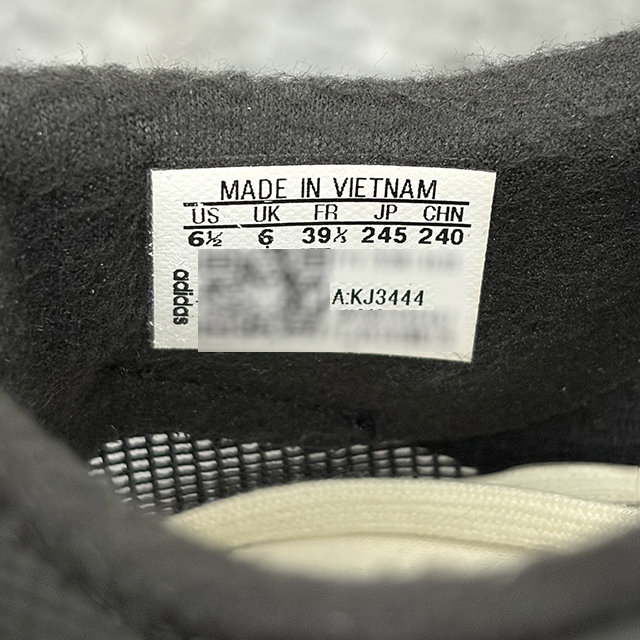 MADE IN VIETNAM
US UK FR JP CHN
6½ 6 39⅓ 245 240
adidas
A:KJ3444